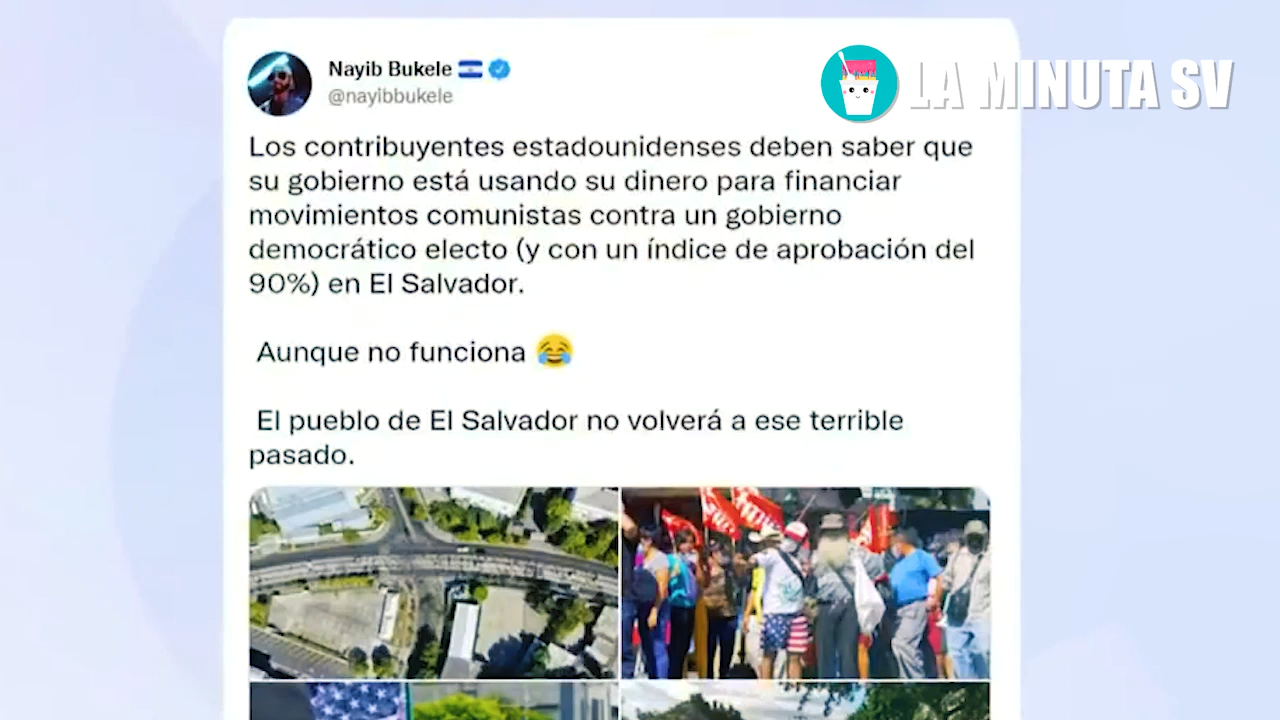 Nayib Bukele
@nayibbukele
LA MINUTA SV
Los contribuyentes estadounidenses deben saber que
su gobierno está usando su dinero para financiar
movimientos comunistas contra un gobierno
democrático electo (y con un índice de aprobación del
90%) en El Salvador.
Aunque no funciona 😂
El pueblo de El Salvador no volverá a ese terrible
pasado.